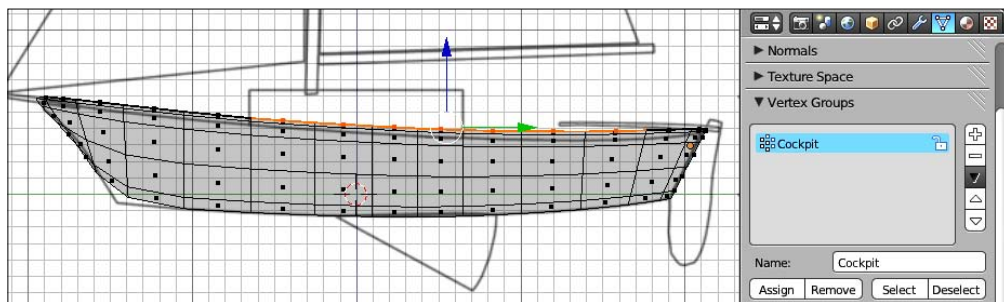 Normals
Texture Space
Vertex Groups
Cockpit
Name: Cockpit
Assign Remove Select Deselect